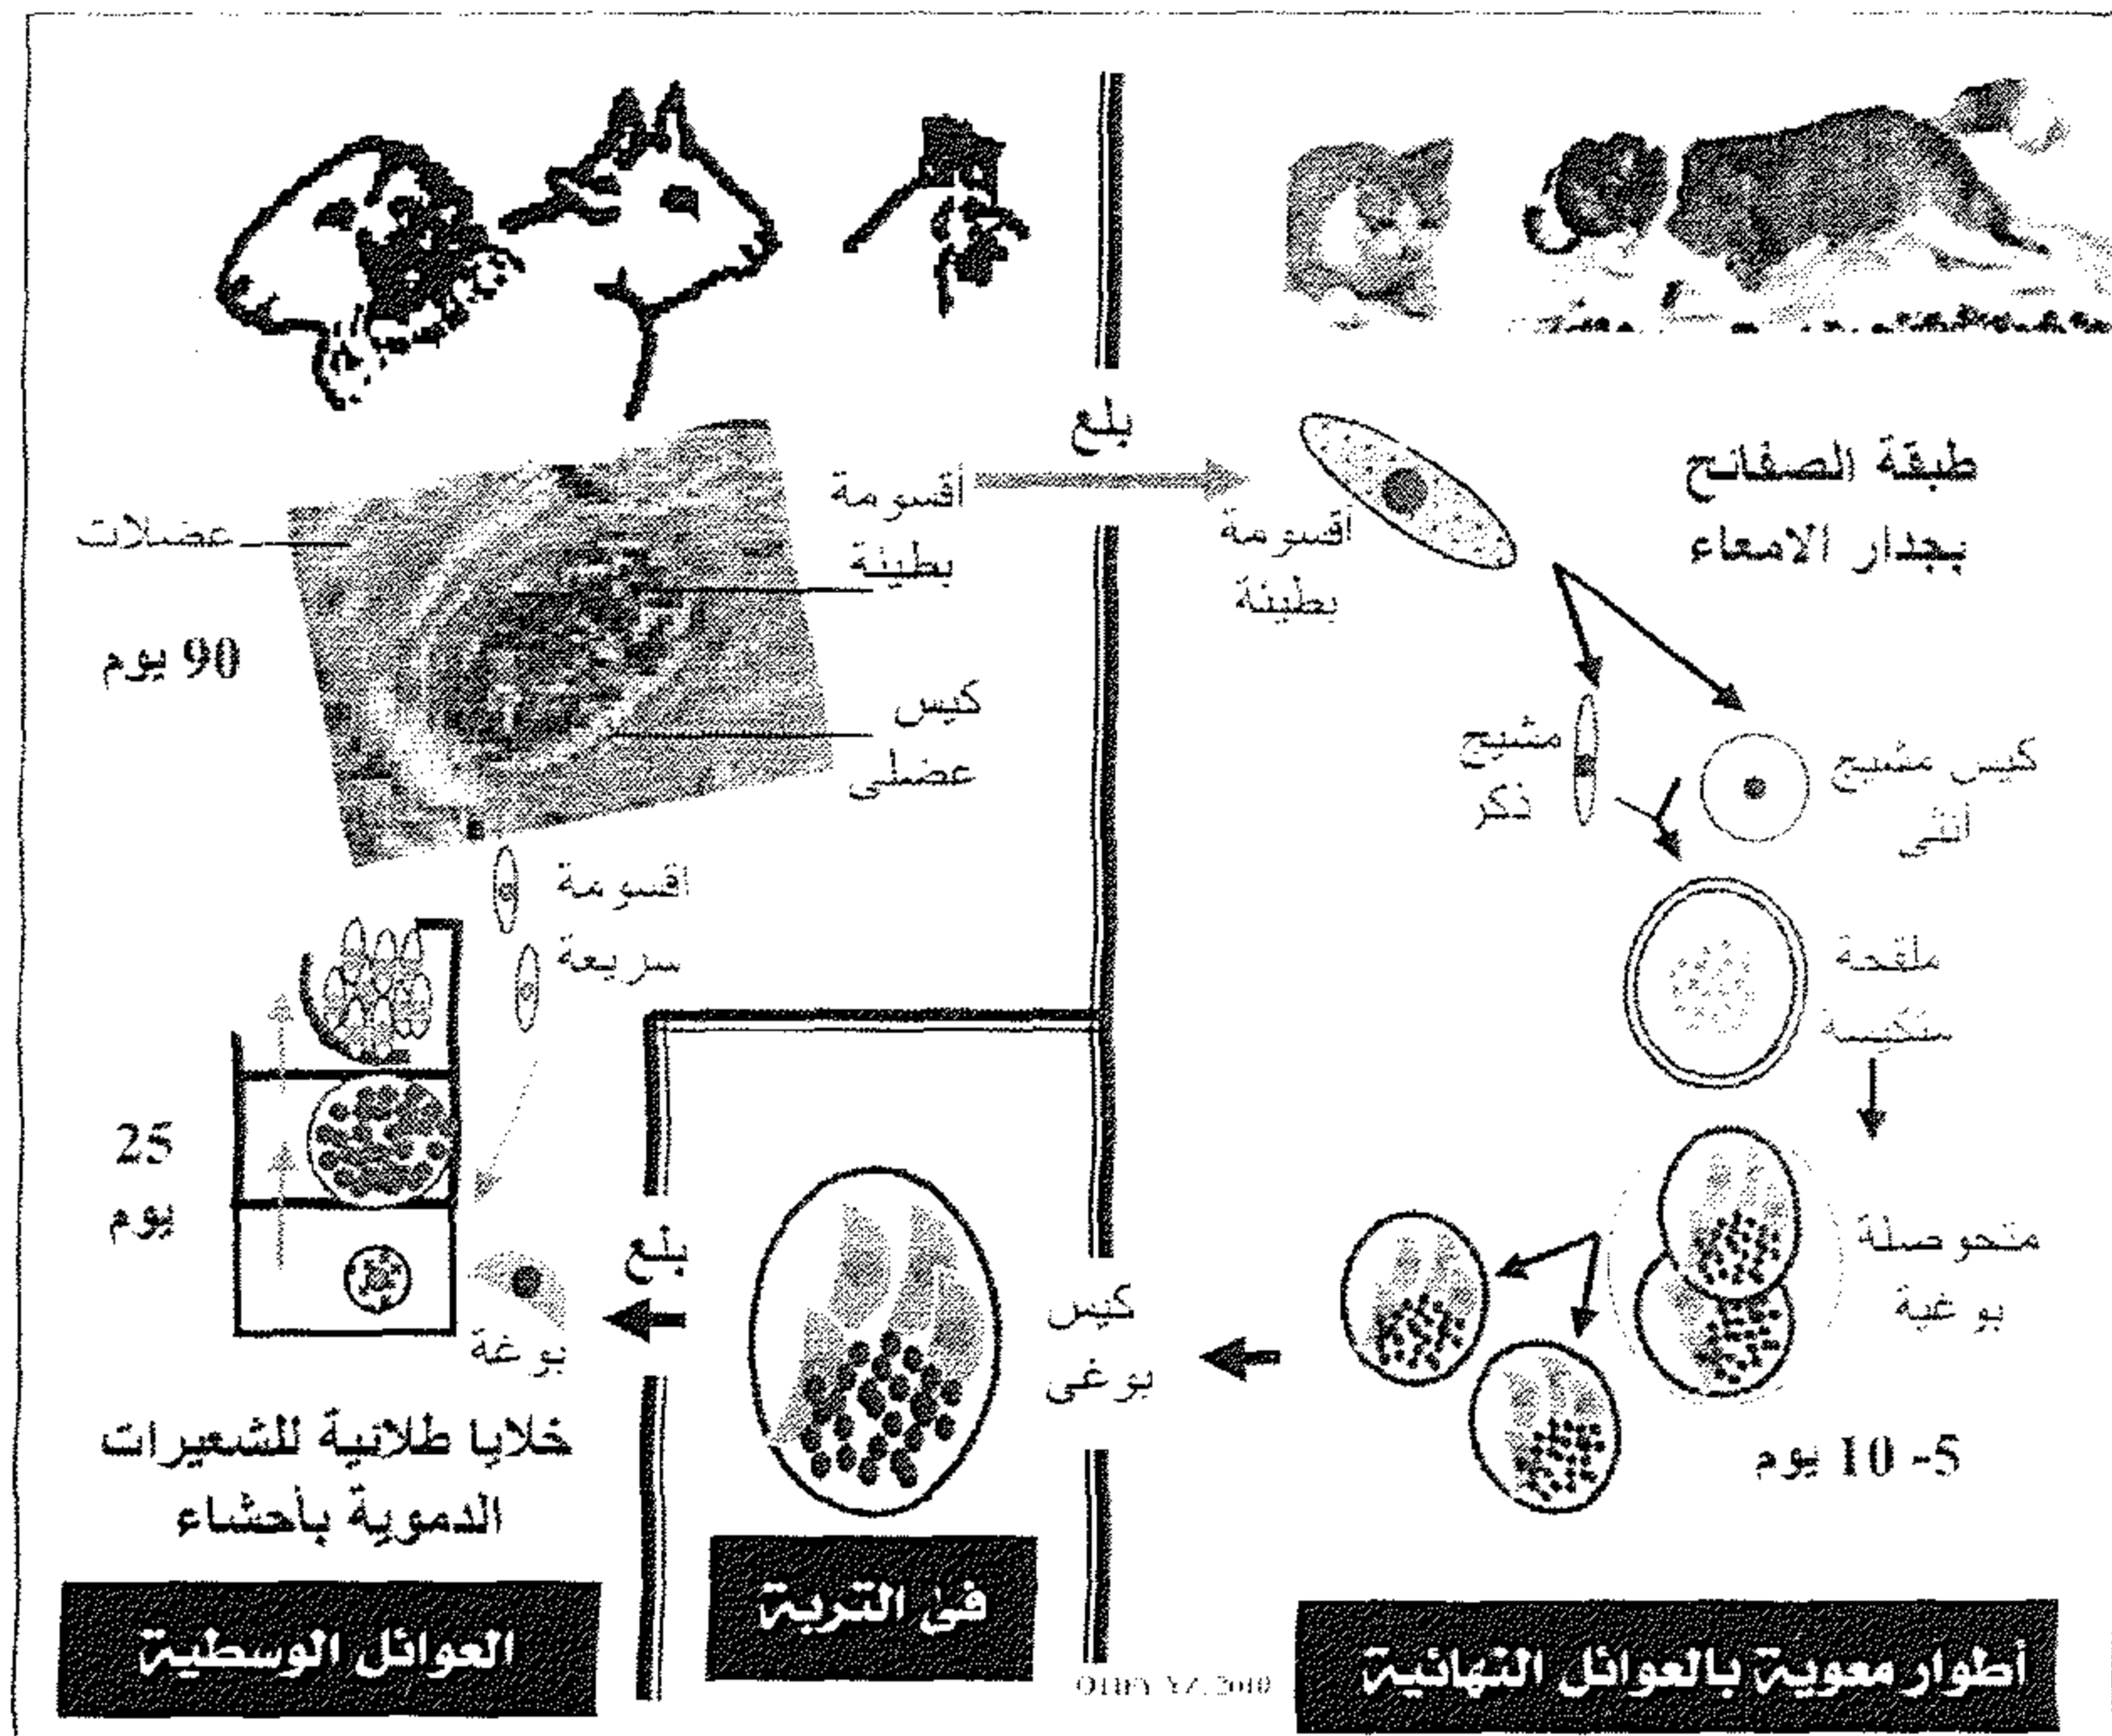 بلع
أقسومة
بطيئة
أقسومة
بطيئة
طبقة الصفائح
بجدار الامعاء
عضلات
90 يوم
كيس
عضلى
مشيج
ذكر
كيس مشيج
أنثى
اقسومة
سريعة
ملقحة
متكيسة
25
يوم
متحوصلة
بوغية
بلع
كيس
بوغى
بوغة
5- 10 يوم
خلايا طلائية للشعيرات
الدموية بأحشاء
فى التربة
العوائل الوسطية
أطوار معوية بالعوائل النهائية